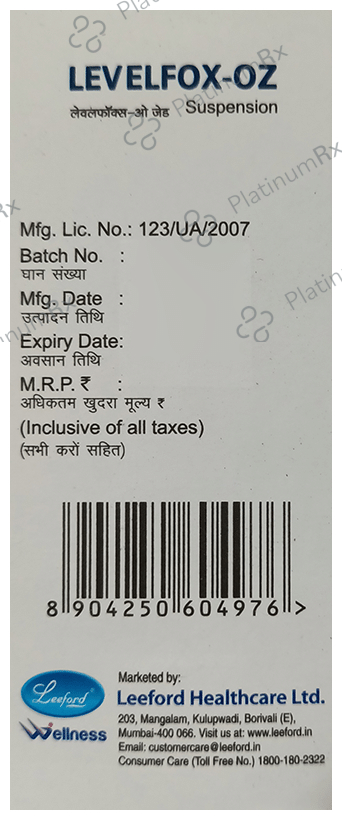 LEVELFOX-OZ
लेवलफॉक्स-ओ जेड Suspension
Mfg. Lic. No.: 123/UA/2007
Batch No. :
घान संख्या
Mfg. Date :
उत्पादन तिथि
Expiry Date:
अवसान तिथि
M.R.P. ₹ :
अधिकतम खुदरा मूल्य ₹
(Inclusive of all taxes)
(सभी करों सहित)
8 904250 604976 >
Leeford
Wellness
Marketed by:
Leeford Healthcare Ltd.
203, Mangalam, Kulupwadi, Borivali (E),
Mumbai-400 066. Visit us at: www.leeford.in
Email: customercare@leeford.in
Consumer Care (Toll Free No.) 1800-180-2322
PlatinumRx
PlatinumRx
PlatinumRx